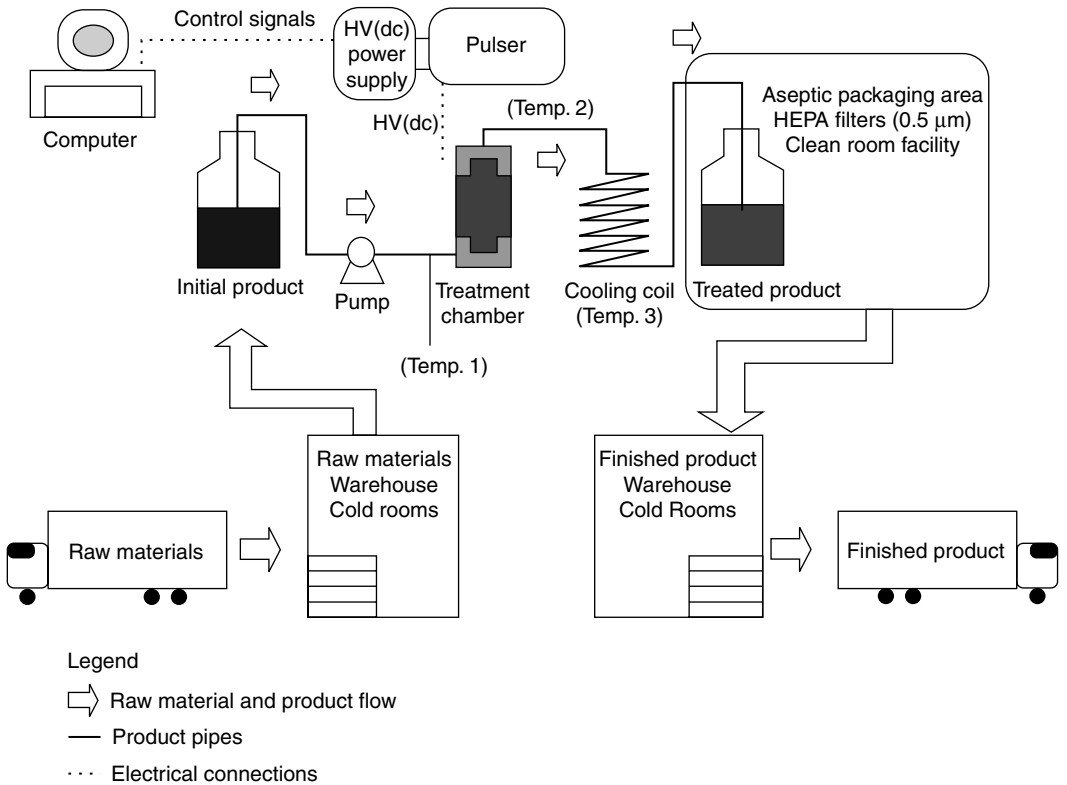 Control signals
HV(dc)
power
supply
Pulser
Computer
HV(dc)
(Temp. 2)
Aseptic packaging area
HEPA filters (0.5 μm)
Clean room facility
Initial product
Pump
Treatment
chamber
Cooling coil
(Temp. 3)
Treated product
(Temp. 1)
Raw materials
Warehouse
Cold rooms
Finished product
Warehouse
Cold Rooms
Raw materials
Finished product
Legend
Raw material and product flow
Product pipes
Electrical connections